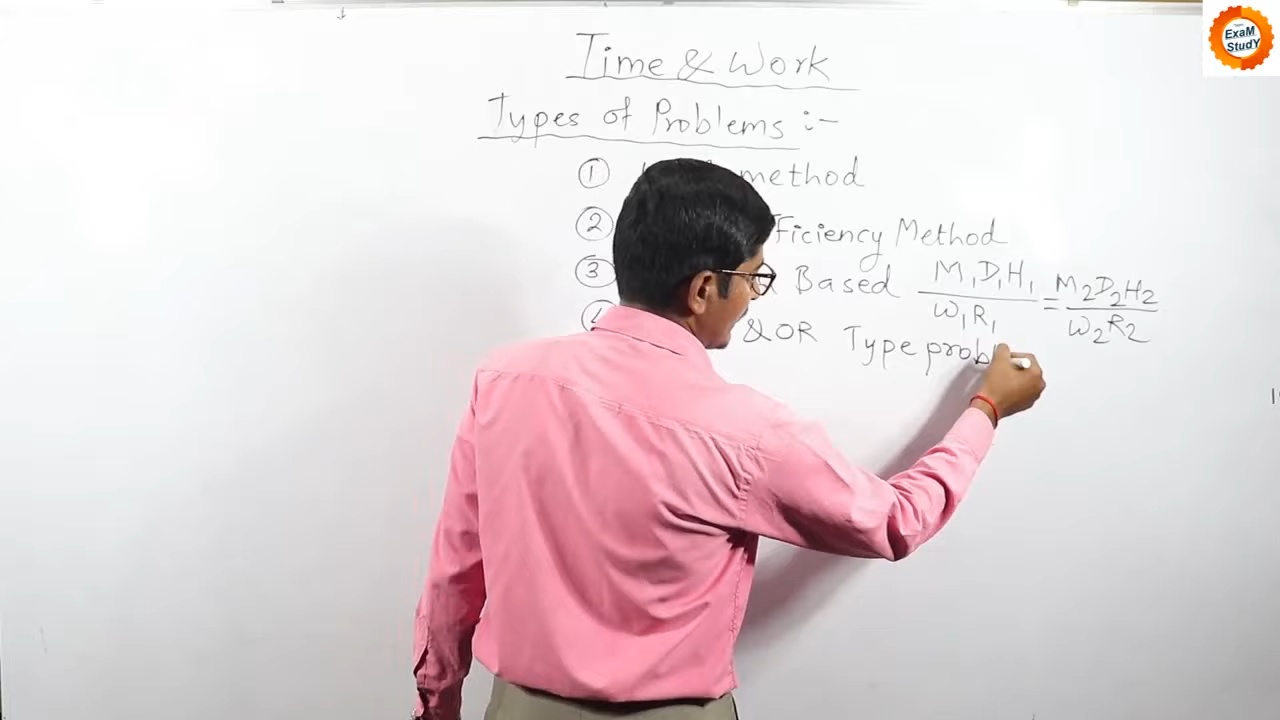 ExaM
StudY
Time & Work
Types of Problems :-
① method
② ficiency Method
③ Based M₁D₁H₁/W₁R₁ = M₂D₂H₂/W₂R₂
& OR Type prob